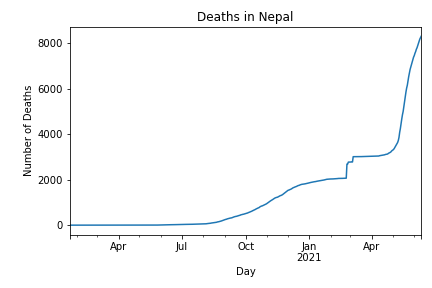 Deaths in Nepal
8000
6000
4000
2000
0
Number of Deaths
Apr
Jul
Oct
Jan
2021
Apr
Day